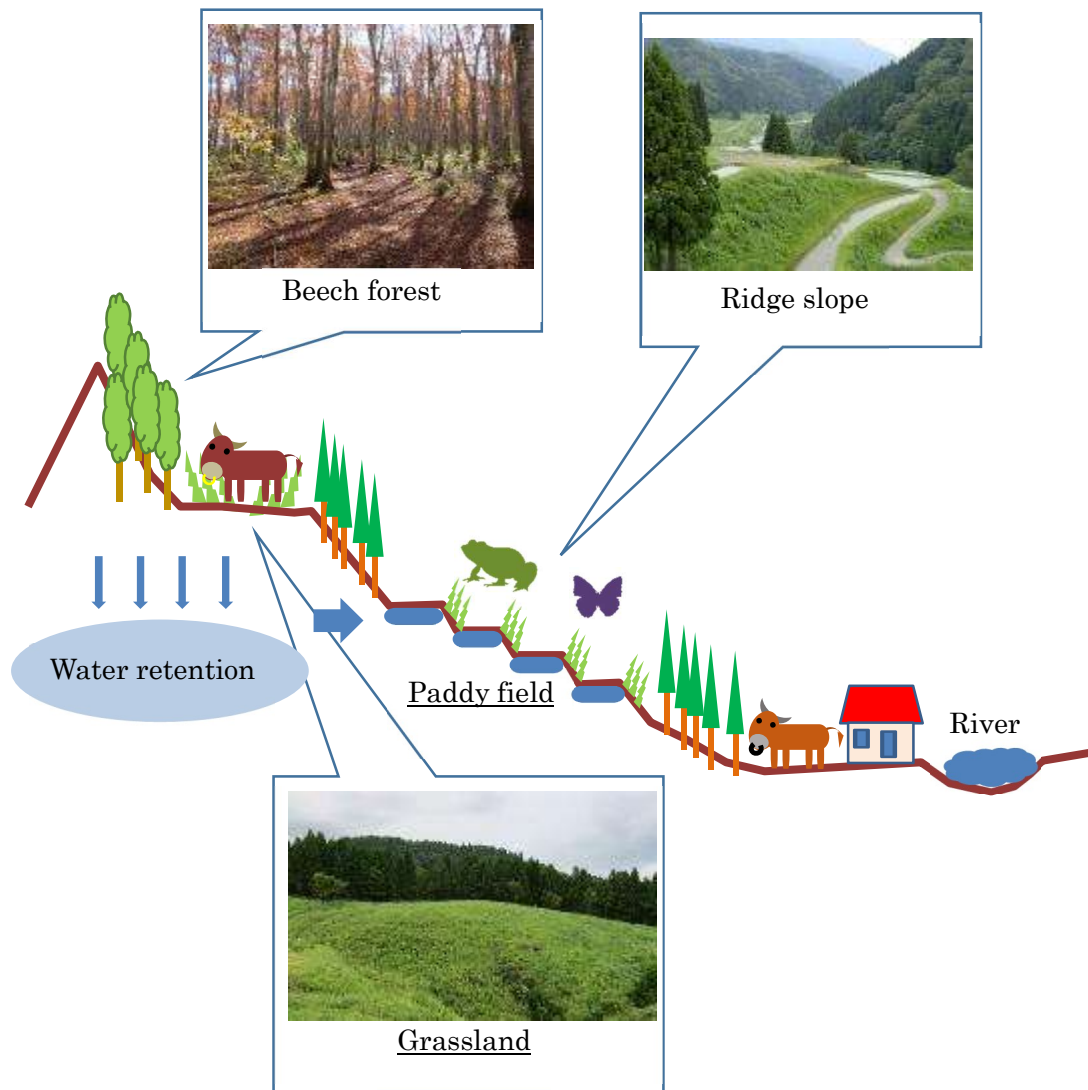 Beech forest
Ridge slope
Water retention
Paddy field
River
Grassland